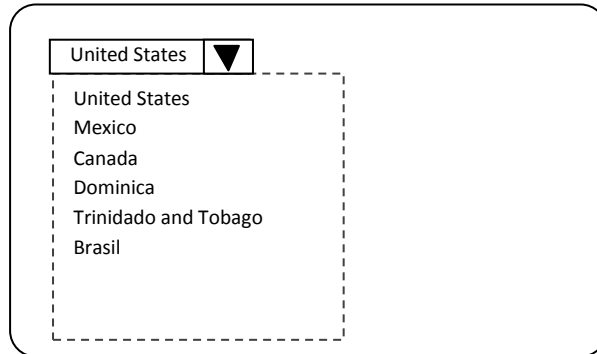 United States
United States
Mexico
Canada
Dominica
Trinidado and Tobago
Brasil